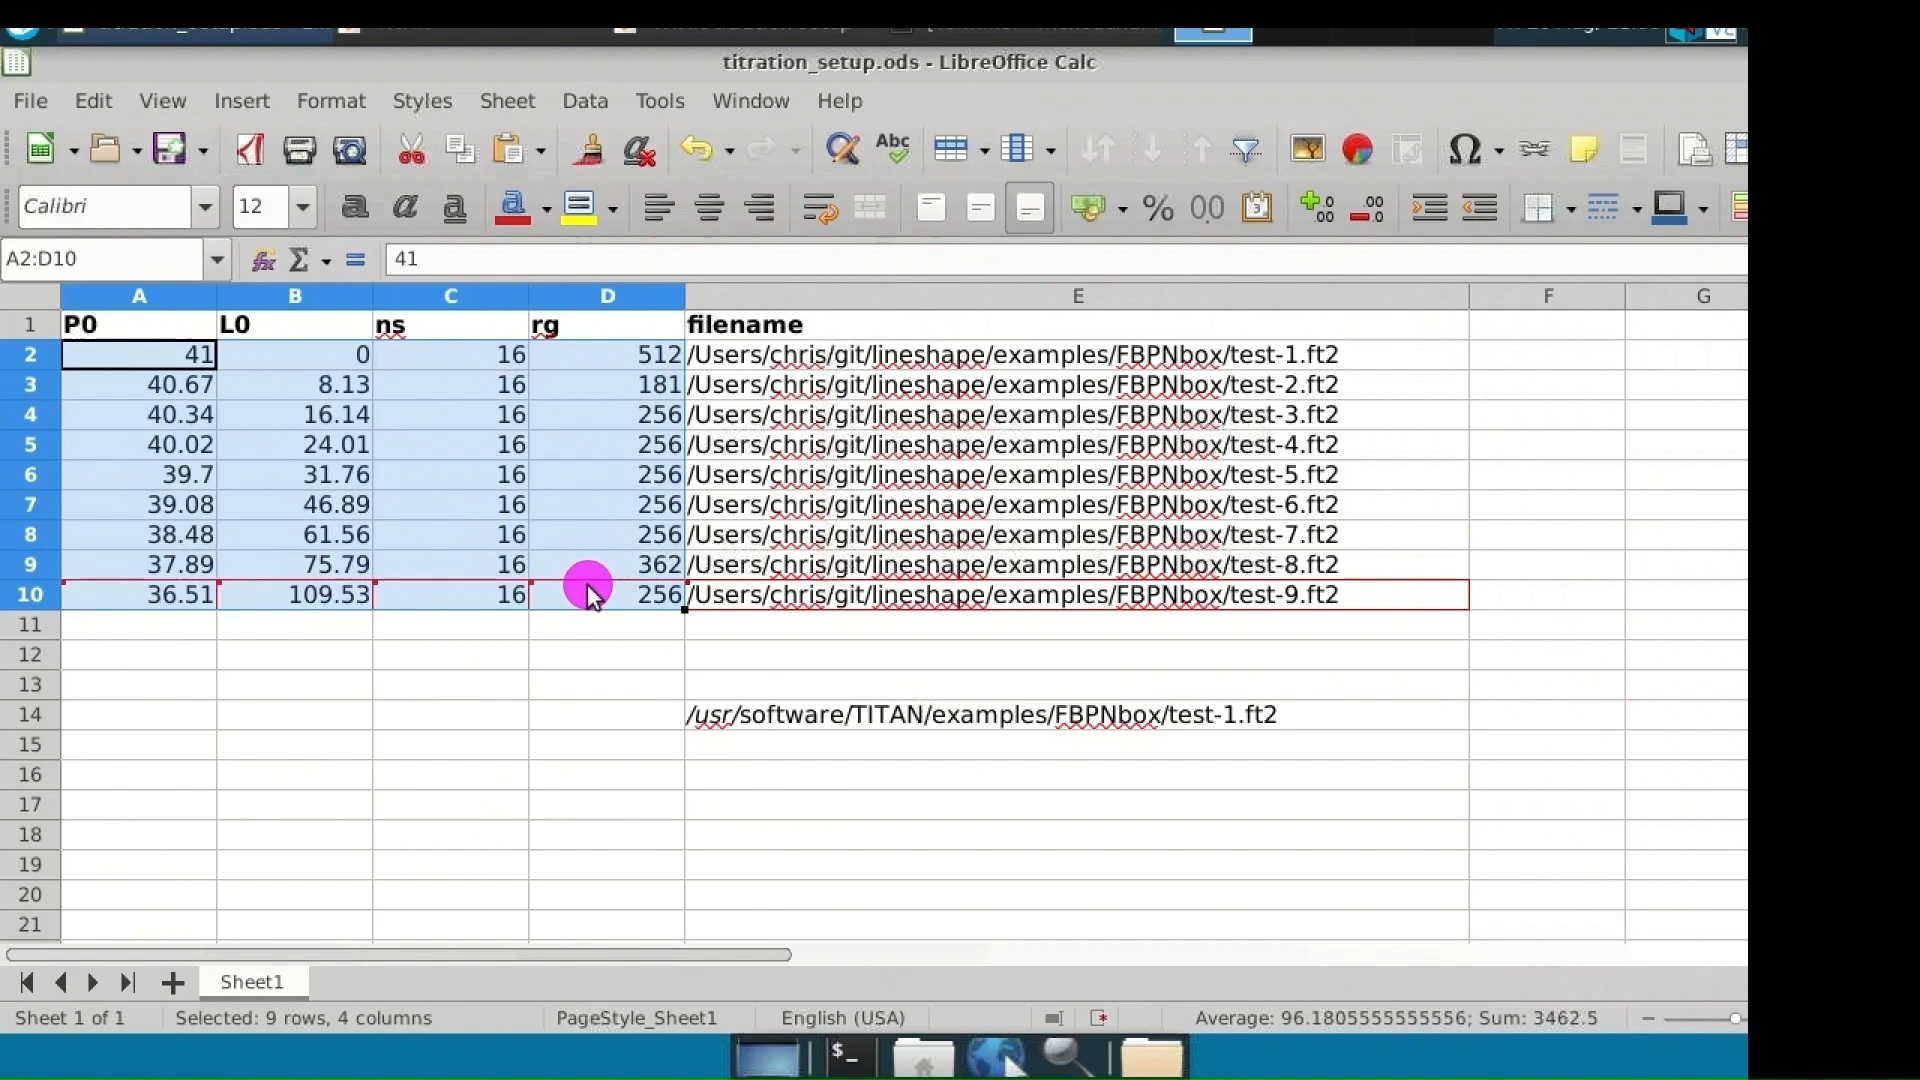 titration_setup.ods - LibreOffice Calc
File Edit View Insert Format Styles Sheet Data Tools Window Help
Calibri 12
A2:D10 41
A B C D E F G
1 P0 L0 ns rg filename
2 41 0 16 512 /Users/chris/git/lineshape/examples/FBPNbox/test-1.ft2
3 40.67 8.13 16 181 /Users/chris/git/lineshape/examples/FBPNbox/test-2.ft2
4 40.34 16.14 16 256 /Users/chris/git/lineshape/examples/FBPNbox/test-3.ft2
5 40.02 24.01 16 256 /Users/chris/git/lineshape/examples/FBPNbox/test-4.ft2
6 39.7 31.76 16 256 /Users/chris/git/lineshape/examples/FBPNbox/test-5.ft2
7 39.08 46.89 16 256 /Users/chris/git/lineshape/examples/FBPNbox/test-6.ft2
8 38.48 61.56 16 256 /Users/chris/git/lineshape/examples/FBPNbox/test-7.ft2
9 37.89 75.79 16 362 /Users/chris/git/lineshape/examples/FBPNbox/test-8.ft2
10 36.51 109.53 16 256 /Users/chris/git/lineshape/examples/FBPNbox/test-9.ft2
11
12
13
14 /usr/software/TITAN/examples/FBPNbox/test-1.ft2
15
16
17
18
19
20
21
Sheet1
Sheet 1 of 1 Selected: 9 rows, 4 columns PageStyle_Sheet1 English (USA) Average: 96.1805555555556; Sum: 3462.5